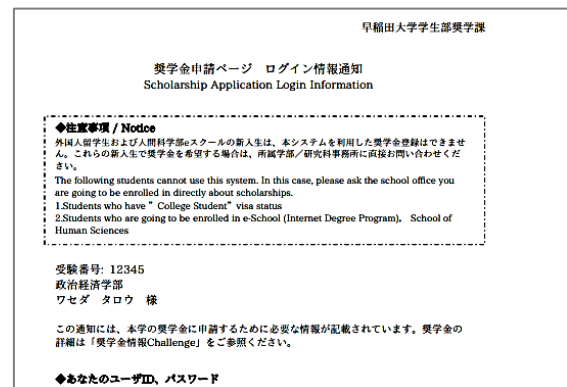 早稲田大学学生部奨学課
奨学金申請ページ　ログイン情報通知
Scholarship Application Login Information
◆注意事項 / Notice
外国人留学生および人間科学部eスクールの新入生は、本システムを利用した奨学金登録はできませ
ん。これらの新入生で奨学金を希望する場合は、所属学部／研究科事務所に直接お問い合わせくだ
さい。
The following students cannot use this system. In this case, please ask the school office you
are going to be enrolled in directly about scholarships.
1.Students who have ” College Student” visa status
2.Students who are going to be enrolled in e-School (Internet Degree Program), School of
Human Sciences
受験番号: 12345
政治経済学部
ワセダ　タロウ　様
この通知には、本学の奨学金に申請するために必要な情報が記載されています。奨学金の
詳細は「奨学金情報Challenge」をご参照ください。
◆あなたのユーザID、パスワード